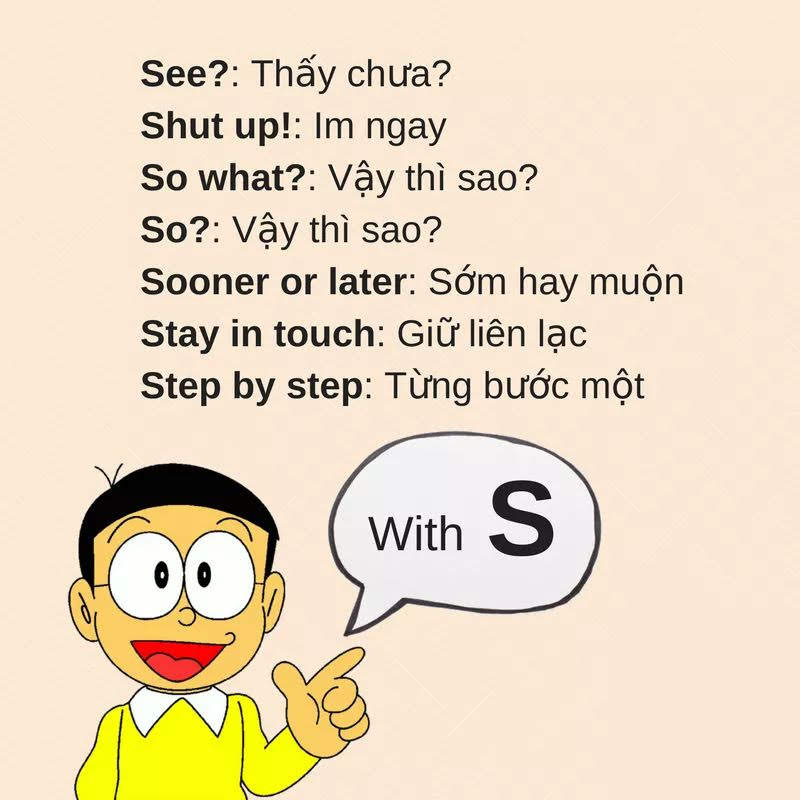 See?: Thấy chưa?
Shut up!: Im ngay
So what?: Vậy thì sao?
So?: Vậy thì sao?
Sooner or later: Sớm hay muộn
Stay in touch: Giữ liên lạc
Step by step: Từng bước một
With S